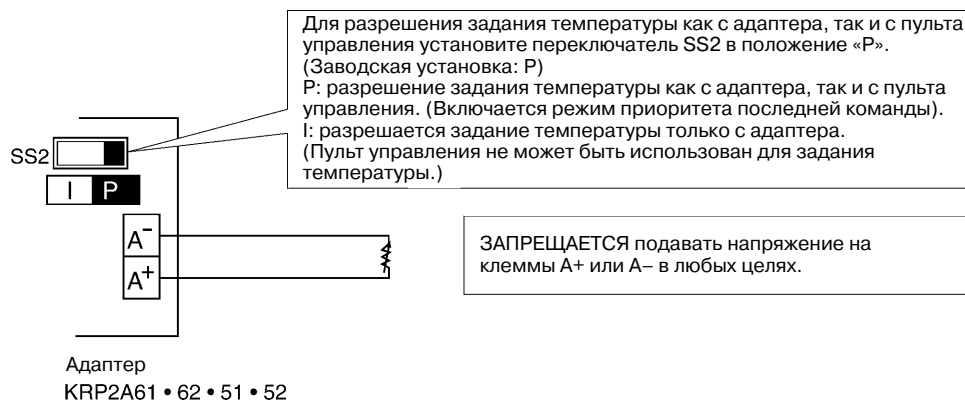 Для разрешения задания температуры как с адаптера, так и с пульта
управления установите переключатель SS2 в положение «P».
(Заводская установка: P)
P: разрешение задания температуры как с адаптера, так и с пульта
управления. (Включается режим приоритета последней команды).
I: разрешается задание температуры только с адаптера.
(Пульт управления не может быть использован для задания
температуры.)
SS2
I P
A−
A+
ЗАПРЕЩАЕТСЯ подавать напряжение на
клеммы A+ или A− в любых целях.
Адаптер
KRP2A61 • 62 • 51 • 52